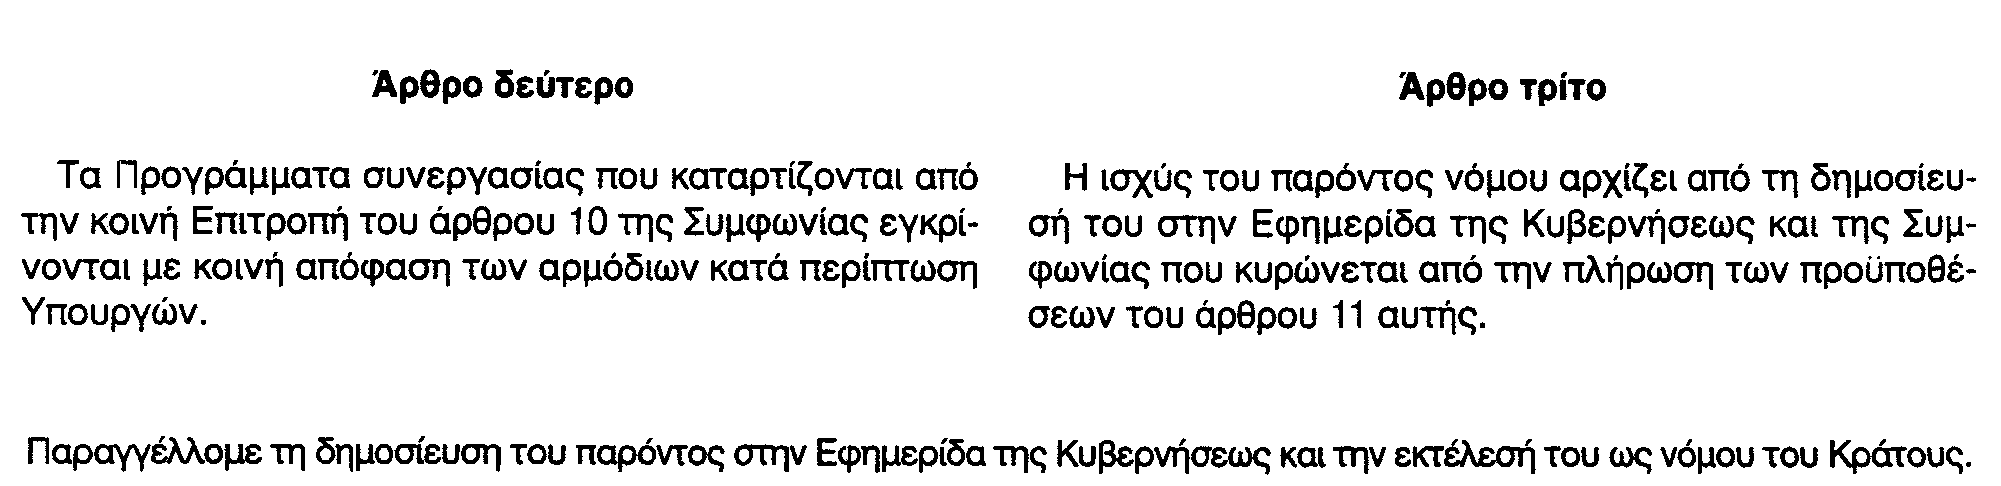 Άρθρο δεύτερο
Τα Προγράμματα συνεργασίας που καταρτίζονται από
την κοινή Επιτροπή του άρθρου 10 της Συμφωνίας εγκρί-
νονται με κοινή απόφαση των αρμόδιων κατά περίπτωση
Υπουργών.
Άρθρο τρίτο
Η ισχύς του παρόντος νόμου αρχίζει από τη δημοσίευ-
σή του στην Εφημερίδα της Κυβερνήσεως και της Συμ-
φωνίας που κυρώνεται από την πλήρωση των προϋποθέ-
σεων του άρθρου 11 αυτής.
Παραγγέλλομε τη δημοσίευση του παρόντος στην Εφημερίδα της Κυβερνήσεως και την εκτέλεσή του ως νόμου του Κράτους.